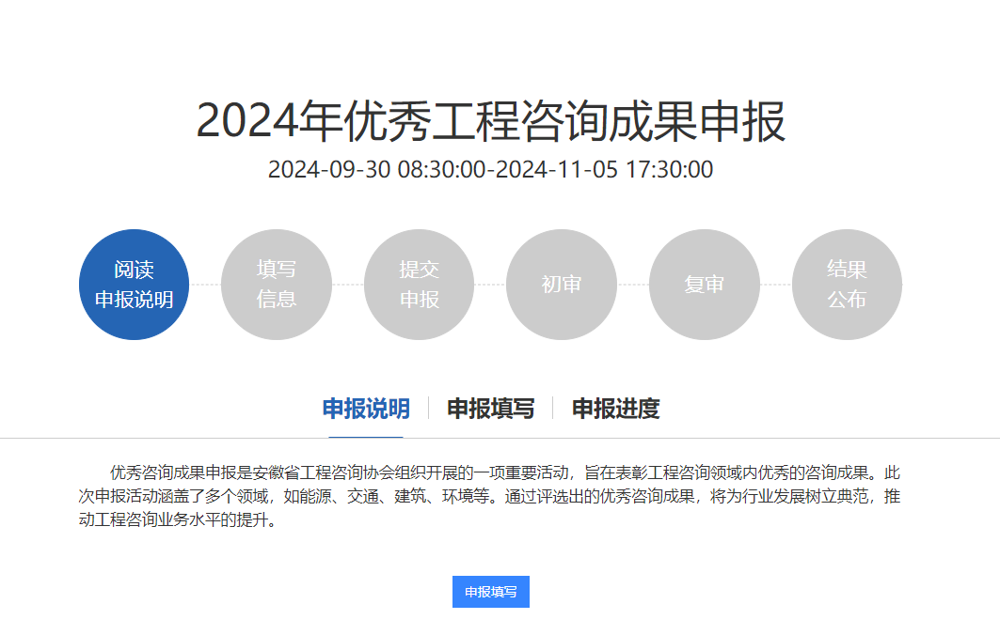 2024年优秀工程咨询成果申报
2024-09-30 08:30:00-2024-11-05 17:30:00
阅读
申报说明
填写
信息
提交
申报
初审
复审
结果
公布
申报说明
申报填写
申报进度
优秀咨询成果申报是安徽省工程咨询协会组织开展的一项重要活动，旨在表彰工程咨询领域内优秀的咨询成果。此
次申报活动涵盖了多个领域，如能源、交通、建筑、环境等。通过评选出的优秀咨询成果，将为行业发展树立典范，推
动工程咨询业务水平的提升。
申报填写